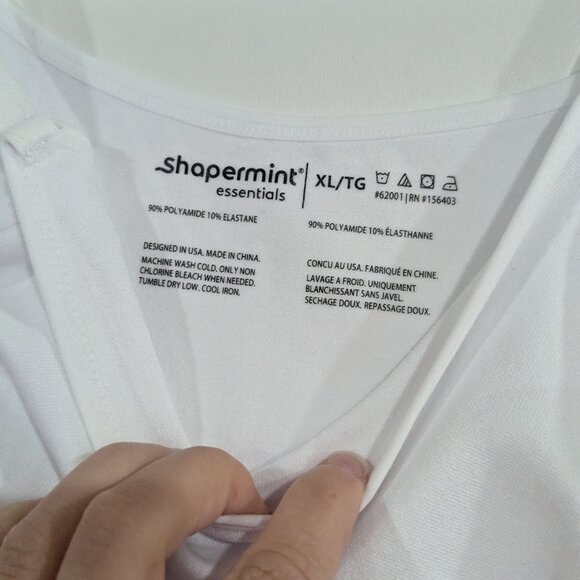 shapermint®
essentials
XL/TG
#62001 | RN #156403
90% POLYAMIDE 10% ELASTANE
DESIGNED IN USA. MADE IN CHINA.
MACHINE WASH COLD. ONLY NON
CHLORINE BLEACH WHEN NEEDED.
TUMBLE DRY LOW. COOL IRON.
90% POLYAMIDE 10% ÉLASTHANNE
CONCU AU USA. FABRIQUÉ EN CHINE.
LAVAGE A FROID. UNIQUEMENT
BLANCHISSANT SANS JAVEL.
SECHAGE DOUX. REPASSAGE DOUX.